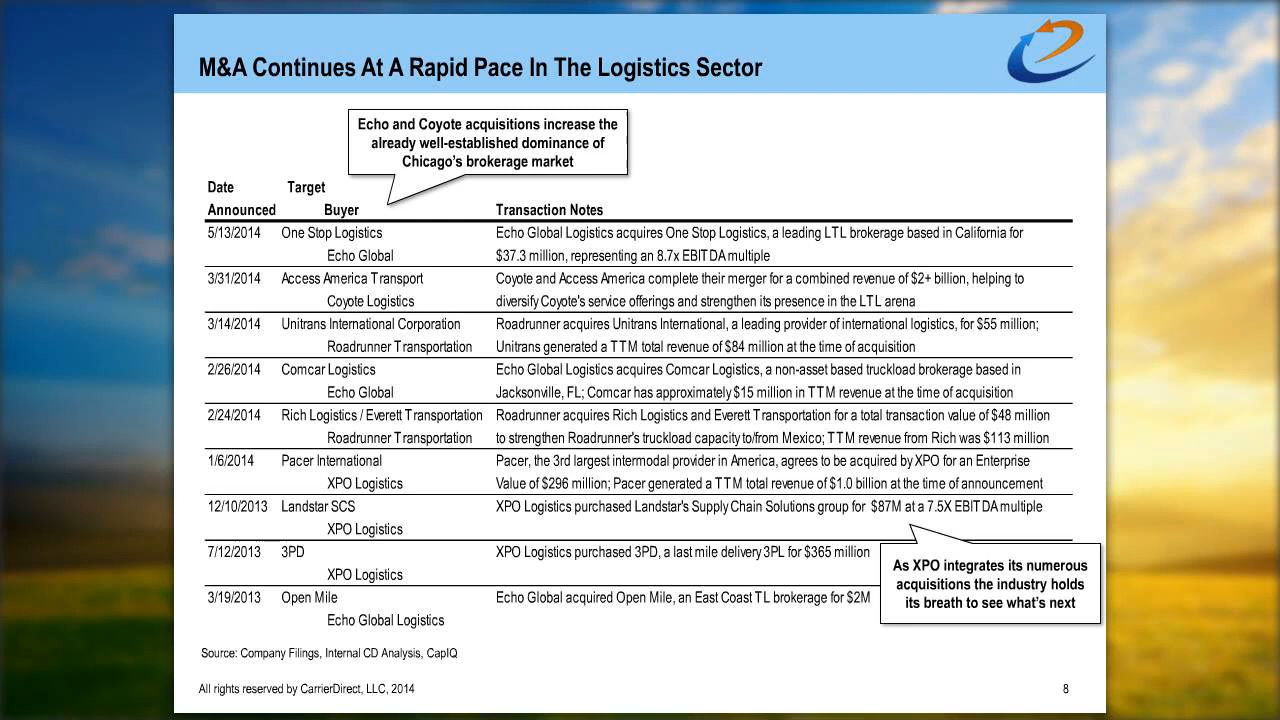 M&A Continues At A Rapid Pace In The Logistics Sector
Echo and Coyote acquisitions increase the
already well-established dominance of
Chicago's brokerage market
Date Target
Announced Buyer Transaction Notes
5/13/2014 One Stop Logistics Echo Global Logistics acquires One Stop Logistics, a leading LTL brokerage based in California for
Echo Global $37.3 million, representing an 8.7x EBITDA multiple
3/31/2014 Access America Transport Coyote and Access America complete their merger for a combined revenue of $2+ billion, helping to
Coyote Logistics diversify Coyote's service offerings and strengthen its presence in the LTL arena
3/14/2014 Unitrans International Corporation Roadrunner acquires Unitrans International, a leading provider of international logistics, for $55 million;
Roadrunner Transportation Unitrans generated a TTM total revenue of $84 million at the time of acquisition
2/26/2014 Comcar Logistics Echo Global Logistics acquires Comcar Logistics, a non-asset based truckload brokerage based in
Echo Global Jacksonville, FL; Comcar has approximately $15 million in TTM revenue at the time of acquisition
2/24/2014 Rich Logistics / Everett Transportation Roadrunner acquires Rich Logistics and Everett Transportation for a total transaction value of $48 million
Roadrunner Transportation to strengthen Roadrunner's truckload capacity to/from Mexico; TTM revenue from Rich was $113 million
1/6/2014 Pacer International Pacer, the 3rd largest intermodal provider in America, agrees to be acquired by XPO for an Enterprise
XPO Logistics Value of $296 million; Pacer generated a TTM total revenue of $1.0 billion at the time of announcement
12/10/2013 Landstar SCS XPO Logistics purchased Landstar's Supply Chain Solutions group for $87M at a 7.5X EBITDA multiple
XPO Logistics
7/12/2013 3PD XPO Logistics purchased 3PD, a last mile delivery 3PL for $365 million
XPO Logistics
3/19/2013 Open Mile Echo Global acquired Open Mile, an East Coast TL brokerage for $2M
Echo Global Logistics
As XPO integrates its numerous
acquisitions the industry holds
its breath to see what's next
Source: Company Filings, Internal CD Analysis, CapIQ
All rights reserved by CarrierDirect, LLC, 2014 8